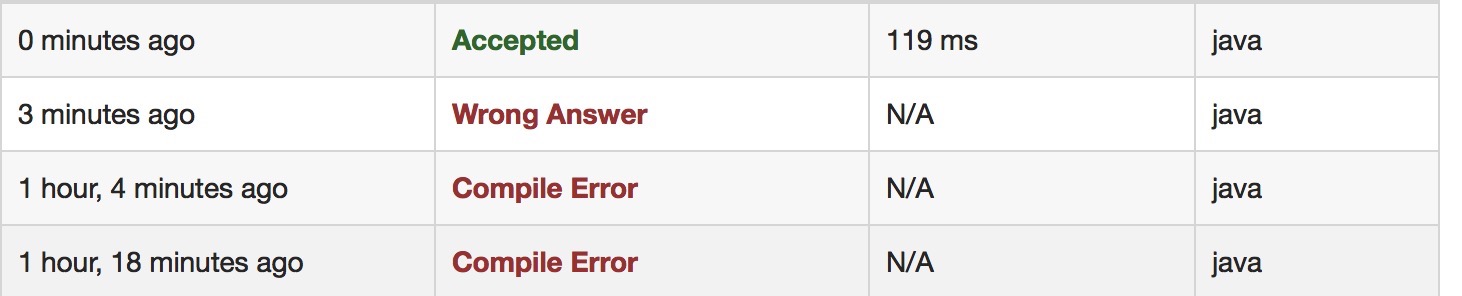 0 minutes ago Accepted 119 ms java
3 minutes ago Wrong Answer N/A java
1 hour, 4 minutes ago Compile Error N/A java
1 hour, 18 minutes ago Compile Error N/A java